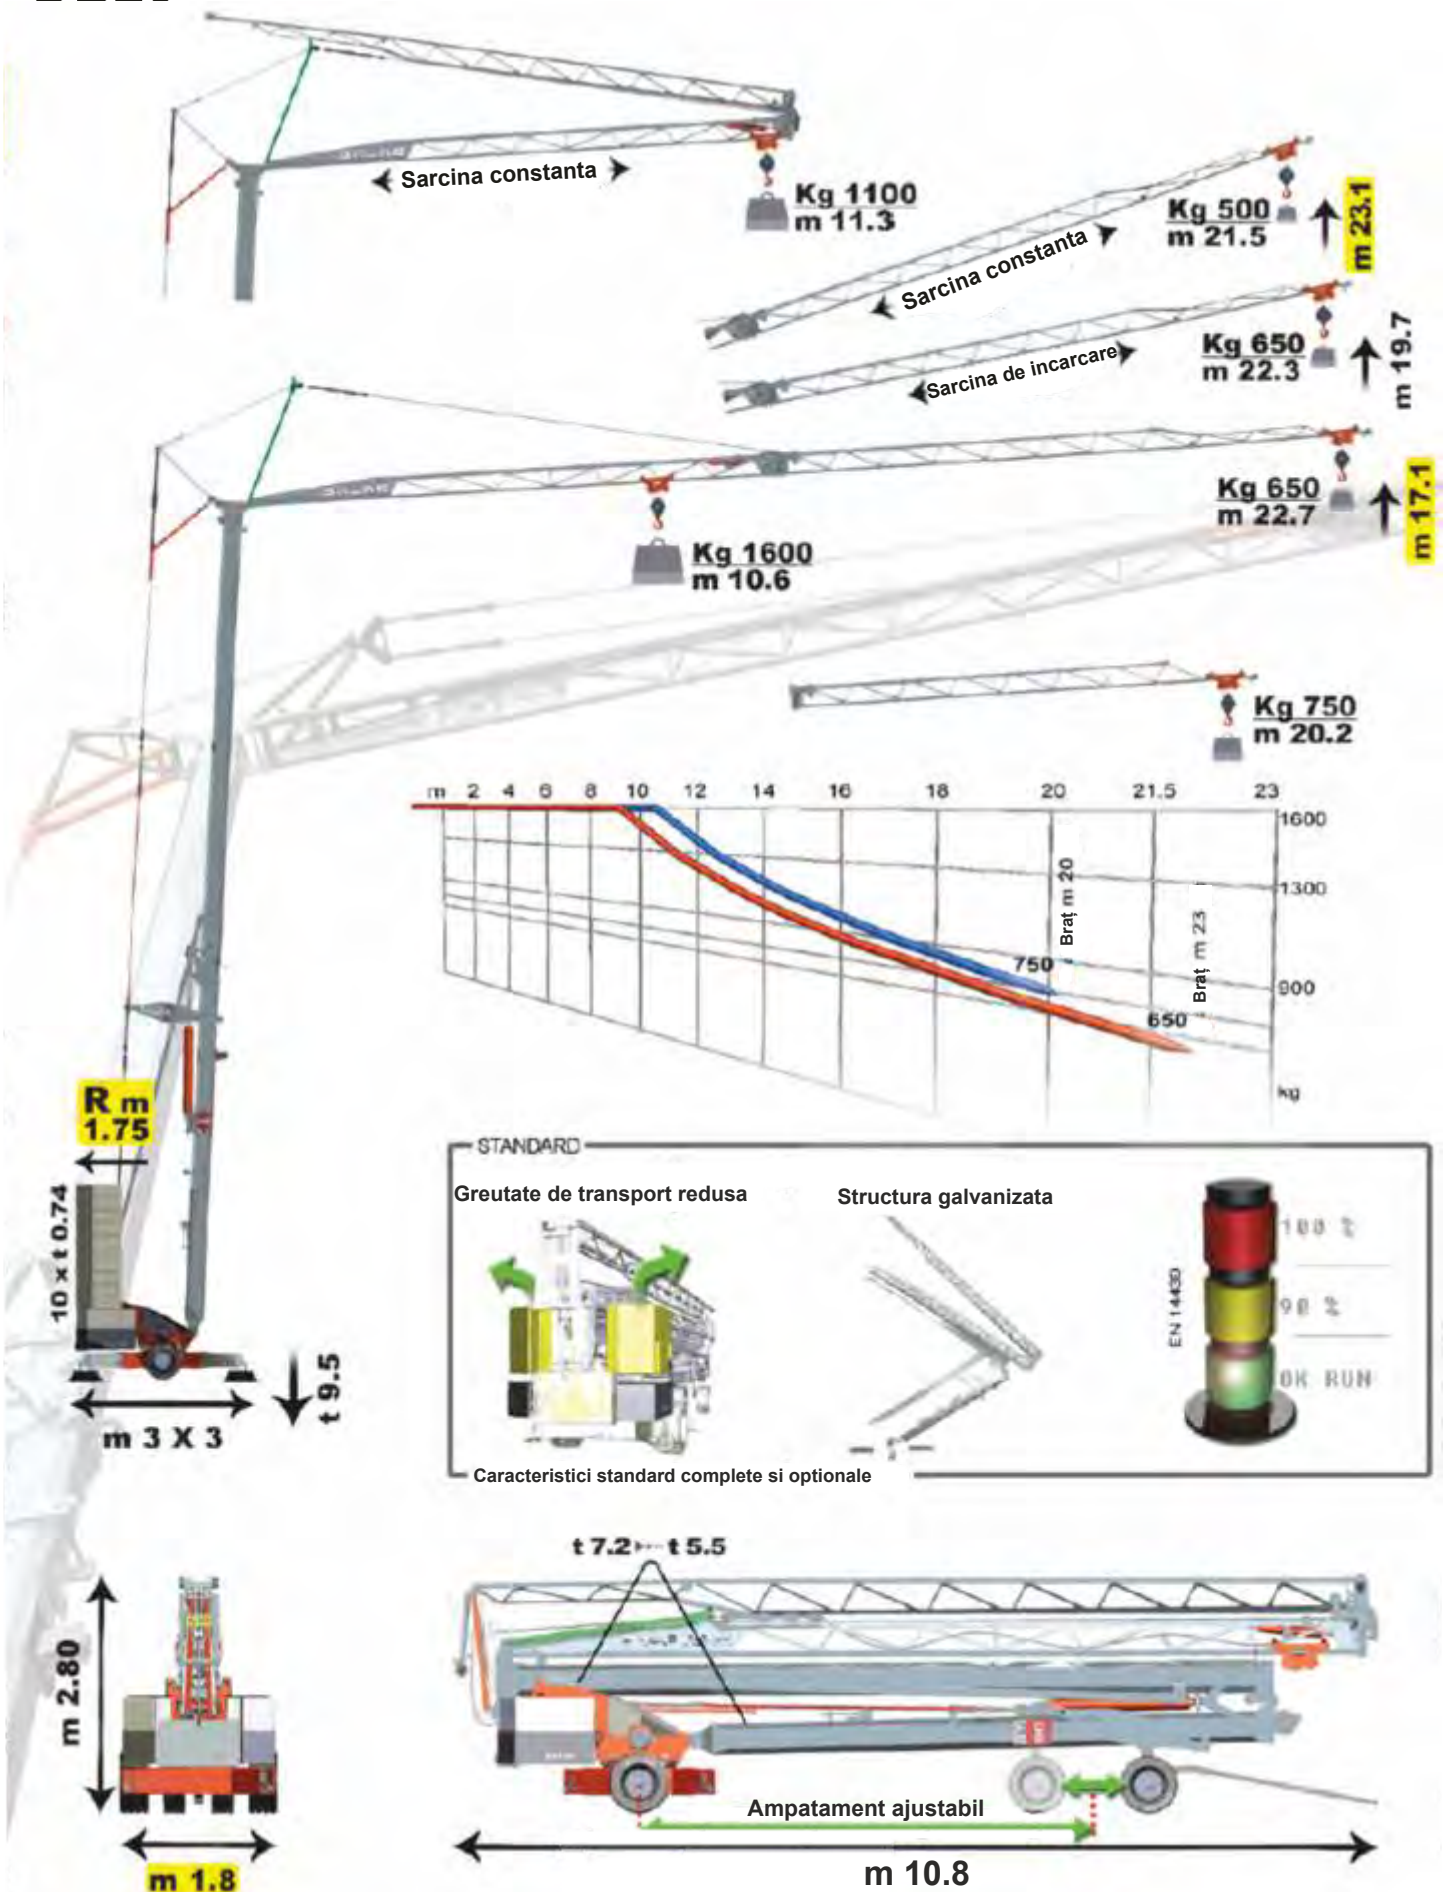 Sarcina constanta
Kg 1100
m 11.3
Kg 500
m 21.5
m 23.1
Sarcina constanta
Kg 650
m 22.3
m 19.7
Sarcina de incarcare
Kg 650
m 22.7
m 17.1
Kg 1600
m 10.6
Kg 750
m 20.2
m 2 4 6 8 10 12 14 16 18 20 21.5 23
1600
1300
900
kg
Braț m 20
Braț m 23
750
650
R m
1.75
10 x t 0.74
t 9.5
m 3 X 3
STANDARD
Greutate de transport redusa
Structura galvanizata
EN 14439
100 %
90 %
OK RUN
Caracteristici standard complete si optionale
t 7.2 t 5.5
m 2.80
m 1.8
Ampatament ajustabil
m 10.8